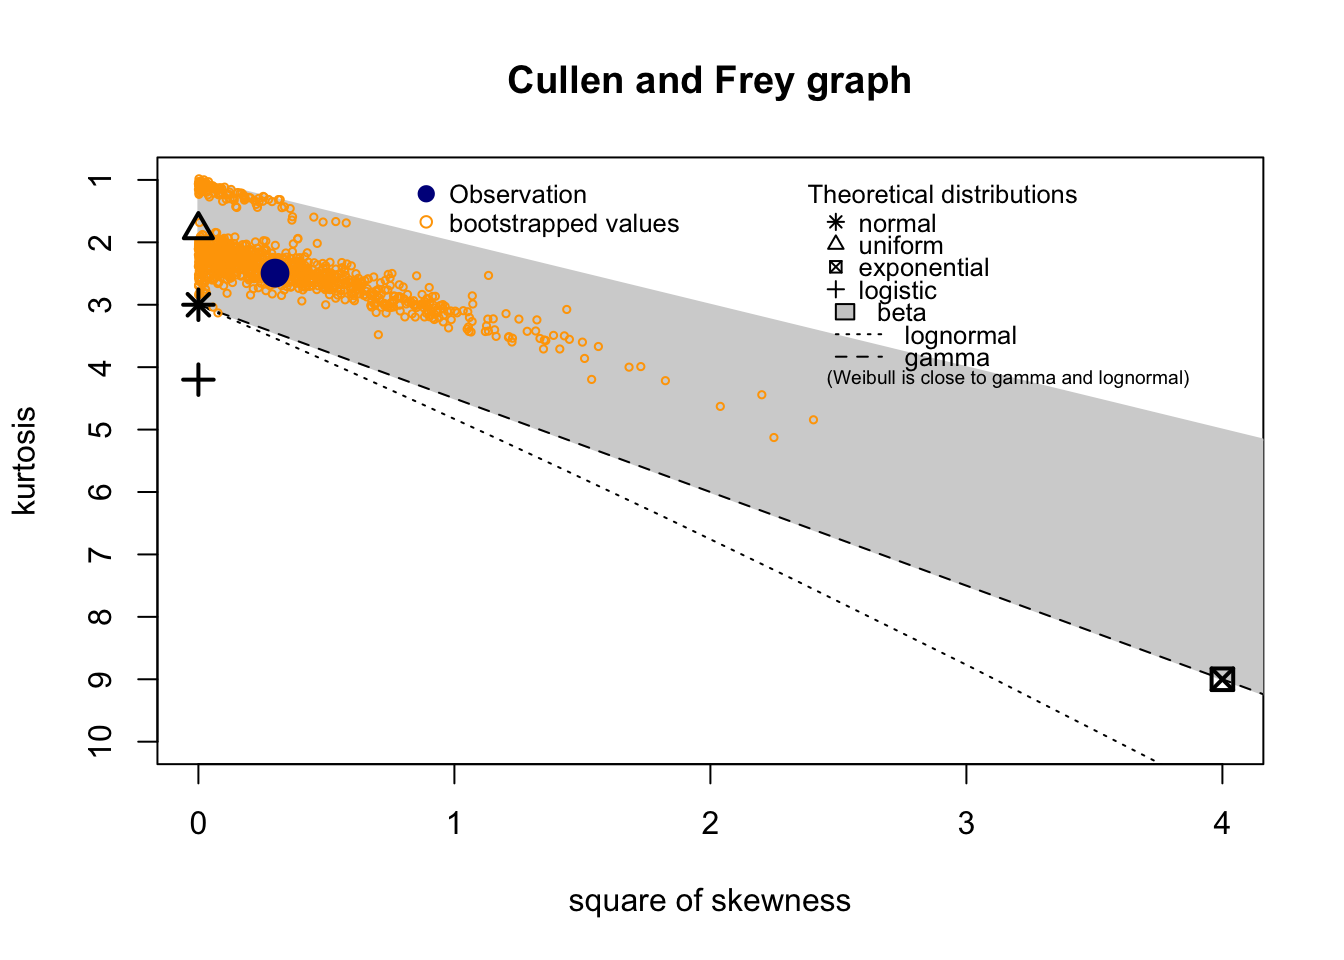 Cullen and Frey graph
Observation
bootstrapped values
Theoretical distributions
normal
uniform
exponential
logistic
beta
lognormal
gamma
(Weibull is close to gamma and lognormal)
kurtosis
1
2
3
4
5
6
7
8
9
10
0
1
2
3
4
square of skewness